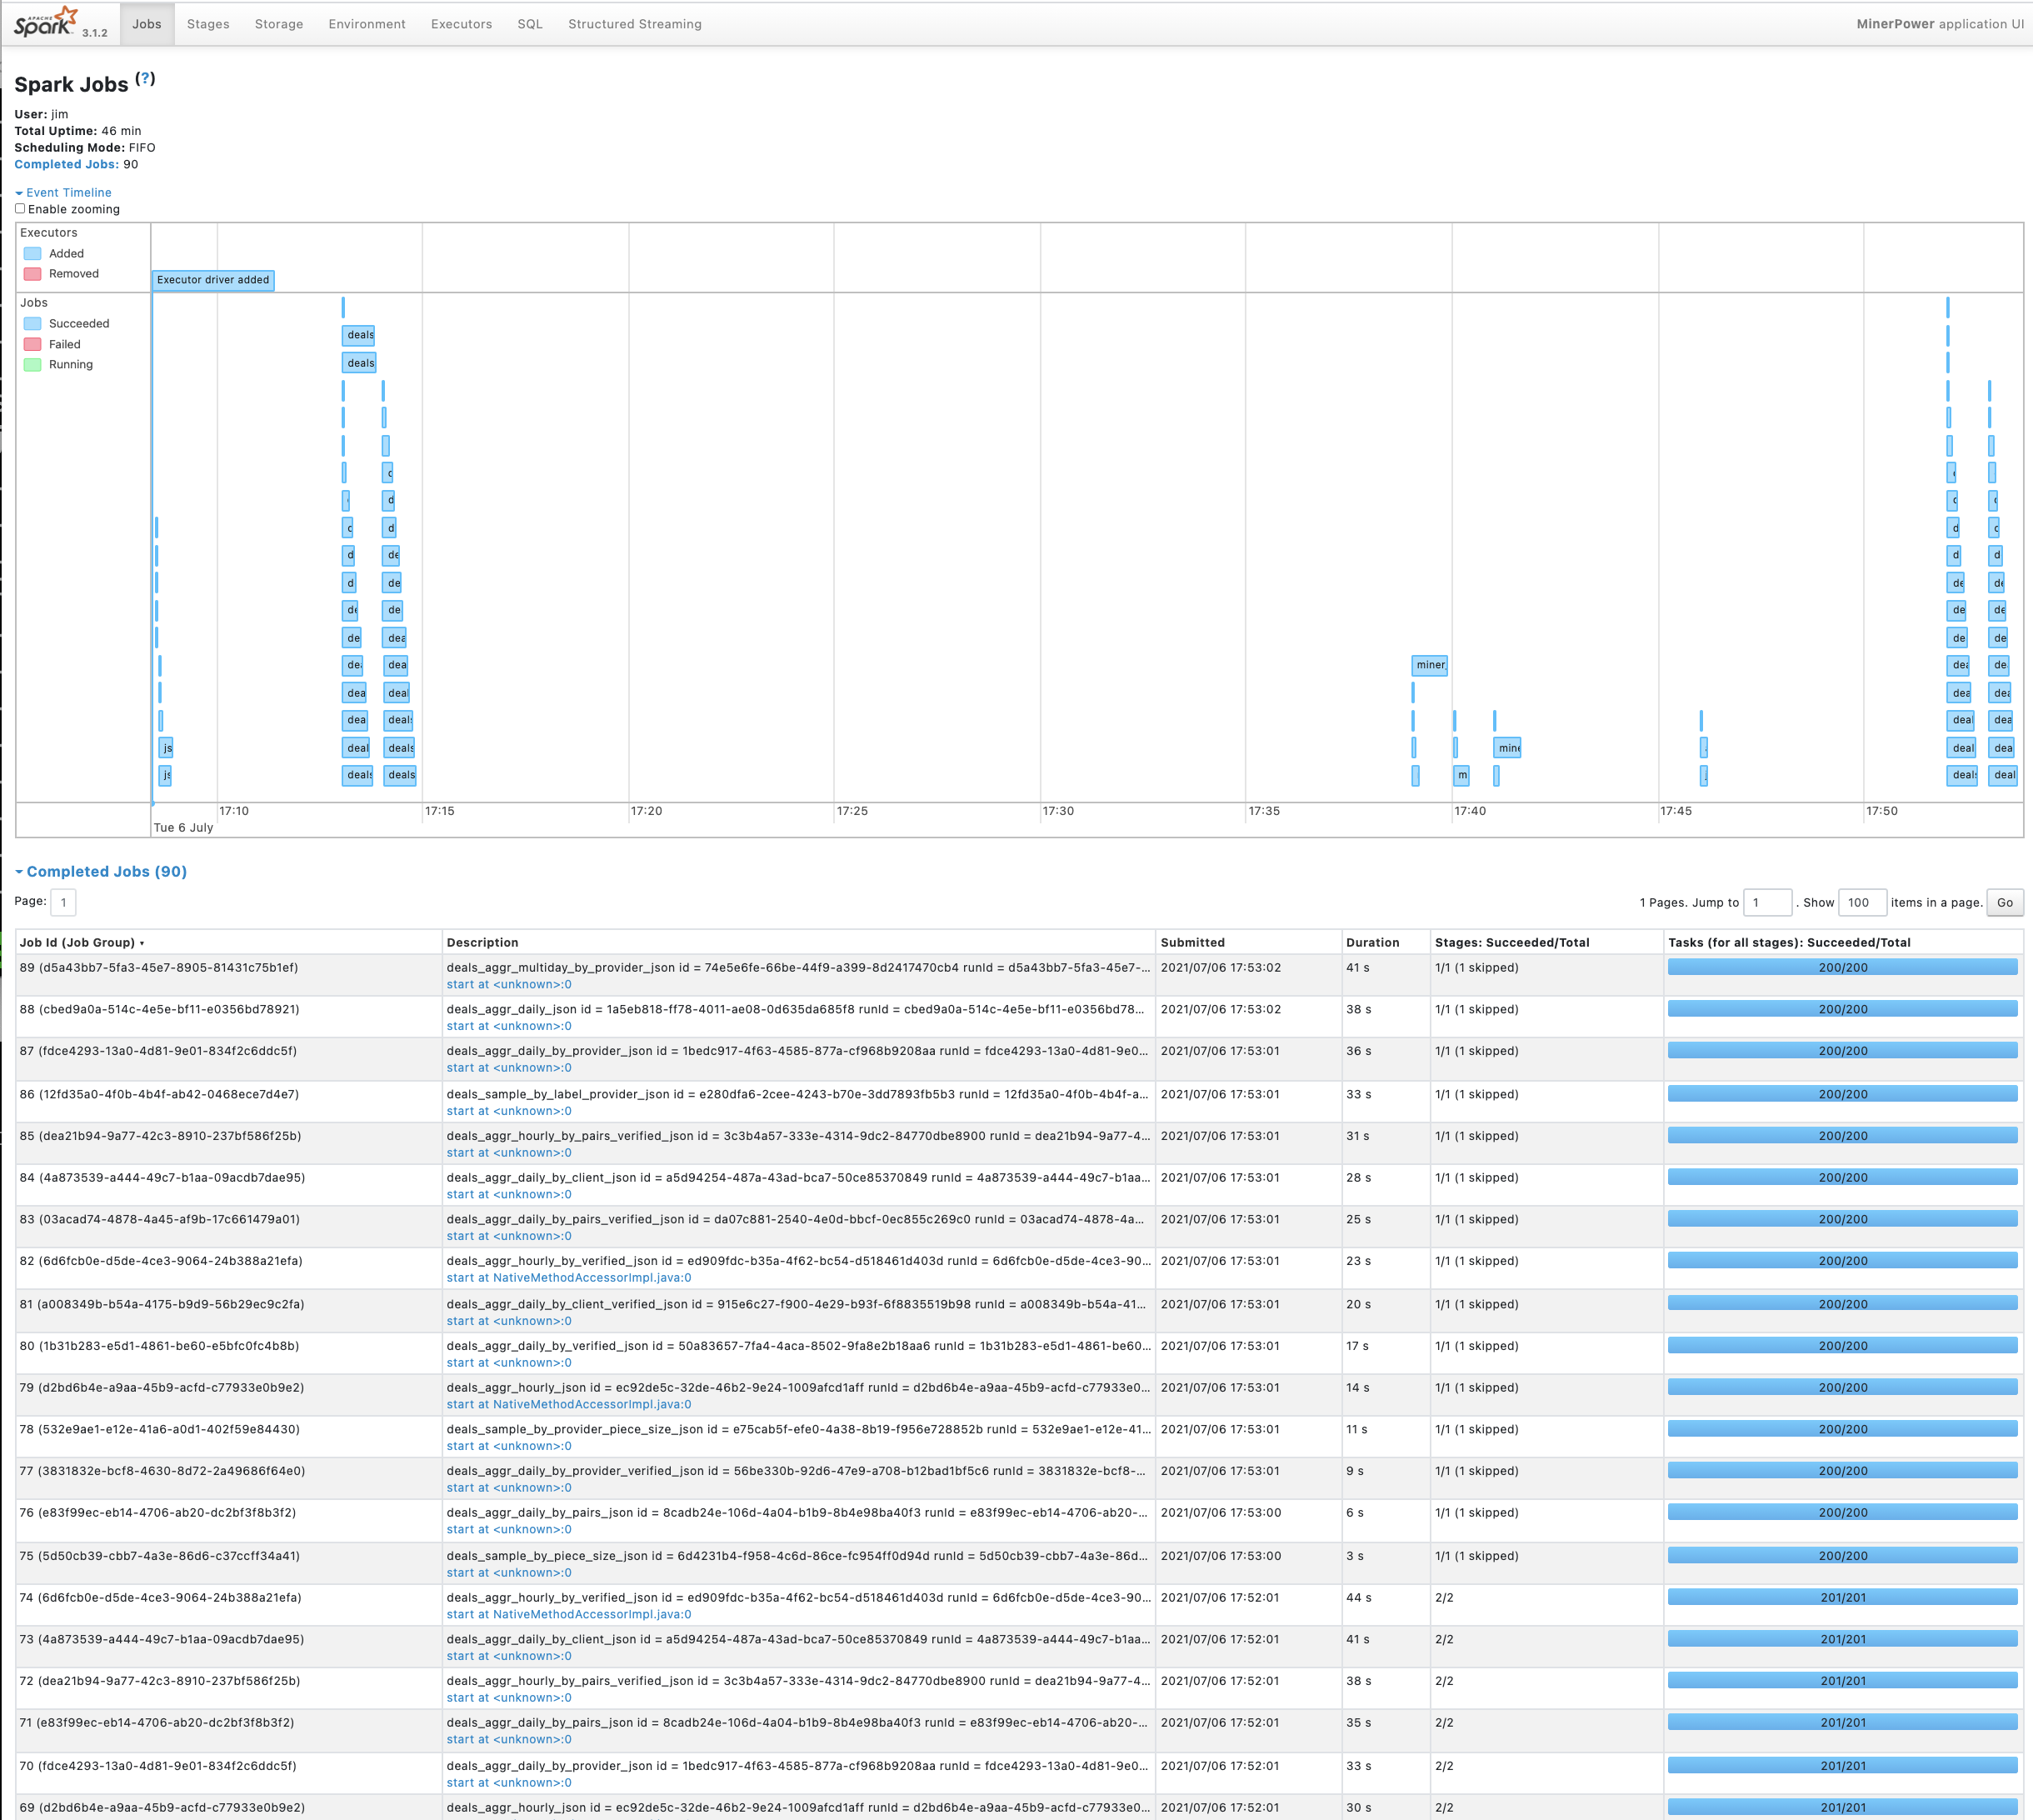 APACHE Spark 3.1.2 Jobs Stages Storage Environment Executors SQL Structured Streaming MinerPower application UI
Spark Jobs (?)
User: jim
Total Uptime: 46 min
Scheduling Mode: FIFO
Completed Jobs: 90
Event Timeline
Enable zooming
Executors
Added
Removed
Executor driver added
Jobs
Succeeded
Failed
Running
deals
deals
c
d
c d
d de
d de
de de
de dea
dea dea
dea deal
dea deals
deal deals
deals deals
js
js
miner_
mine
m
c
d
d
de
de
de
dea
dea
deal
deal
deals
c
c
d
de
de
de
de
dea
dea
dea
deal
17:10 17:15 17:20 17:25 17:30 17:35 17:40 17:45 17:50
Tue 6 July
Completed Jobs (90)
Page: 1 1 Pages. Jump to 1 . Show 100 items in a page. Go
Job Id (Job Group) Description Submitted Duration Stages: Succeeded/Total Tasks (for all stages): Succeeded/Total
89 (d5a43bb7-5fa3-45e7-8905-81431c75b1ef) deals_aggr_multiday_by_provider_json id = 74e5e6fe-66be-44f9-a399-8d2417470cb4 runId = d5a43bb7-5fa3-45e7-... 2021/07/06 17:53:02 41 s 1/1 (1 skipped) 200/200
start at <unknown>:0
88 (cbed9a0a-514c-4e5e-bf11-e0356bd78921) deals_aggr_daily_json id = 1a5eb818-ff78-4011-ae08-0d635da685f8 runId = cbed9a0a-514c-4e5e-bf11-e0356bd78... 2021/07/06 17:53:02 38 s 1/1 (1 skipped) 200/200
start at <unknown>:0
87 (fdce4293-13a0-4d81-9e01-834f2c6ddc5f) deals_aggr_daily_by_provider_json id = 1bedc917-4f63-4585-877a-cf968b9208aa runId = fdce4293-13a0-4d81-9e0... 2021/07/06 17:53:01 36 s 1/1 (1 skipped) 200/200
start at <unknown>:0
86 (12fd35a0-4f0b-4b4f-ab42-0468ece7d4e7) deals_sample_by_label_provider_json id = e280dfa6-2cee-4243-b70e-3dd7893fb5b3 runId = 12fd35a0-4f0b-4b4f-a... 2021/07/06 17:53:01 33 s 1/1 (1 skipped) 200/200
start at <unknown>:0
85 (dea21b94-9a77-42c3-8910-237bf586f25b) deals_aggr_hourly_by_pairs_verified_json id = 3c3b4a57-333e-4314-9dc2-84770dbe8900 runId = dea21b94-9a77-4... 2021/07/06 17:53:01 31 s 1/1 (1 skipped) 200/200
start at <unknown>:0
84 (4a873539-a444-49c7-b1aa-09acdb7dae95) deals_aggr_daily_by_client_json id = a5d94254-487a-43ad-bca7-50ce85370849 runId = 4a873539-a444-49c7-b1aa... 2021/07/06 17:53:01 28 s 1/1 (1 skipped) 200/200
start at <unknown>:0
83 (03acad74-4878-4a45-af9b-17c661479a01) deals_aggr_daily_by_pairs_verified_json id = da07c881-2540-4e0d-bbcf-0ec855c269c0 runId = 03acad74-4878-4a... 2021/07/06 17:53:01 25 s 1/1 (1 skipped) 200/200
start at <unknown>:0
82 (6d6fcb0e-d5de-4ce3-9064-24b388a21efa) deals_aggr_hourly_by_verified_json id = ed909fdc-b35a-4f62-bc54-d518461d403d runId = 6d6fcb0e-d5de-4ce3-90... 2021/07/06 17:53:01 23 s 1/1 (1 skipped) 200/200
start at NativeMethodAccessorImpl.java:0
81 (a008349b-b54a-4175-b9d9-56b29ec9c2fa) deals_aggr_daily_by_client_verified_json id = 915e6c27-f900-4e29-b93f-6f8835519b98 runId = a008349b-b54a-41... 2021/07/06 17:53:01 20 s 1/1 (1 skipped) 200/200
start at <unknown>:0
80 (1b31b283-e5d1-4861-be60-e5bfc0fc4b8b) deals_aggr_daily_by_verified_json id = 50a83657-7fa4-4aca-8502-9fa8e2b18aa6 runId = 1b31b283-e5d1-4861-be60... 2021/07/06 17:53:01 17 s 1/1 (1 skipped) 200/200
start at <unknown>:0
79 (d2bd6b4e-a9aa-45b9-acfd-c77933e0b9e2) deals_aggr_hourly_json id = ec92de5c-32de-46b2-9e24-1009afcd1aff runId = d2bd6b4e-a9aa-45b9-acfd-c77933e0... 2021/07/06 17:53:01 14 s 1/1 (1 skipped) 200/200
start at NativeMethodAccessorImpl.java:0
78 (532e9ae1-e12e-41a6-a0d1-402f59e84430) deals_sample_by_provider_piece_size_json id = e75cab5f-efe0-4a38-8b19-f956e728852b runId = 532e9ae1-e12e-41... 2021/07/06 17:53:01 11 s 1/1 (1 skipped) 200/200
start at <unknown>:0
77 (3831832e-bcf8-4630-8d72-2a49686f64e0) deals_aggr_daily_by_provider_verified_json id = 56be330b-92d6-47e9-a708-b12bad1bf5c6 runId = 3831832e-bcf8-... 2021/07/06 17:53:01 9 s 1/1 (1 skipped) 200/200
start at <unknown>:0
76 (e83f99ec-eb14-4706-ab20-dc2bf3f8b3f2) deals_aggr_daily_by_pairs_json id = 8cadb24e-106d-4a04-b1b9-8b4e98ba40f3 runId = e83f99ec-eb14-4706-ab20-... 2021/07/06 17:53:00 6 s 1/1 (1 skipped) 200/200
start at <unknown>:0
75 (5d50cb39-cbb7-4a3e-86d6-c37ccff34a41) deals_sample_by_piece_size_json id = 6d4231b4-f958-4c6d-86ce-fc954ff0d94d runId = 5d50cb39-cbb7-4a3e-86d... 2021/07/06 17:53:00 3 s 1/1 (1 skipped) 200/200
start at <unknown>:0
74 (6d6fcb0e-d5de-4ce3-9064-24b388a21efa) deals_aggr_hourly_by_verified_json id = ed909fdc-b35a-4f62-bc54-d518461d403d runId = 6d6fcb0e-d5de-4ce3-90... 2021/07/06 17:52:01 44 s 2/2 201/201
start at NativeMethodAccessorImpl.java:0
73 (4a873539-a444-49c7-b1aa-09acdb7dae95) deals_aggr_daily_by_client_json id = a5d94254-487a-43ad-bca7-50ce85370849 runId = 4a873539-a444-49c7-b1aa... 2021/07/06 17:52:01 41 s 2/2 201/201
start at <unknown>:0
72 (dea21b94-9a77-42c3-8910-237bf586f25b) deals_aggr_hourly_by_pairs_verified_json id = 3c3b4a57-333e-4314-9dc2-84770dbe8900 runId = dea21b94-9a77-4... 2021/07/06 17:52:01 38 s 2/2 201/201
start at <unknown>:0
71 (e83f99ec-eb14-4706-ab20-dc2bf3f8b3f2) deals_aggr_daily_by_pairs_json id = 8cadb24e-106d-4a04-b1b9-8b4e98ba40f3 runId = e83f99ec-eb14-4706-ab20-... 2021/07/06 17:52:01 35 s 2/2 201/201
start at <unknown>:0
70 (fdce4293-13a0-4d81-9e01-834f2c6ddc5f) deals_aggr_daily_by_provider_json id = 1bedc917-4f63-4585-877a-cf968b9208aa runId = fdce4293-13a0-4d81-9e0... 2021/07/06 17:52:01 33 s 2/2 201/201
start at <unknown>:0
69 (d2bd6b4e-a9aa-45b9-acfd-c77933e0b9e2) deals_aggr_hourly_json id = ec92de5c-32de-46b2-9e24-1009afcd1aff runId = d2bd6b4e-a9aa-45b9-acfd-c77933e0... 2021/07/06 17:52:01 30 s 2/2 201/201